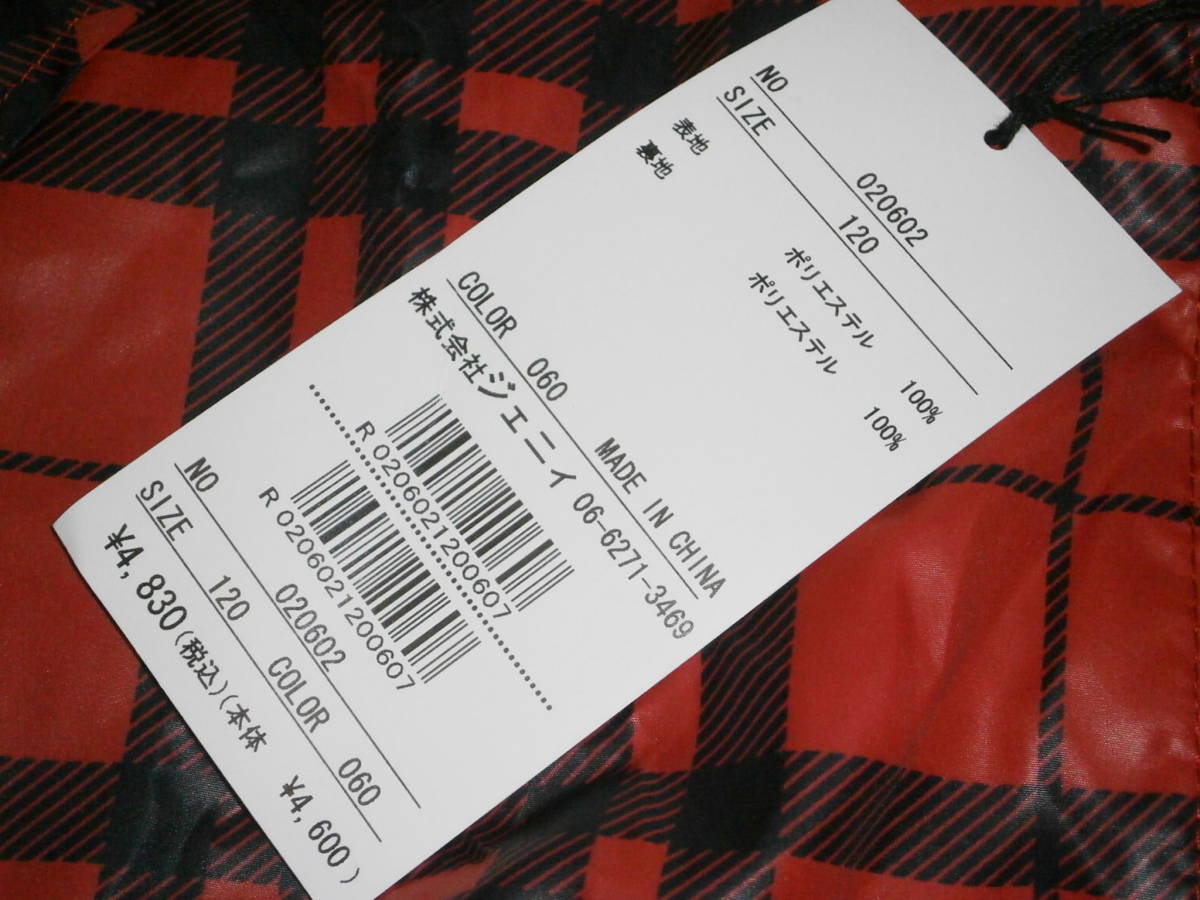 NO 020602
SIZE 120
表地 ポリエステル 100%
裏地 ポリエステル 100%
COLOR 060 MADE IN CHINA
株式会社ジェニィ 06-6271-3469
R 0206021200607
R 0206021200607
NO 020602
SIZE 120 COLOR 060
¥4,830(税込)(本体 ¥4,600)